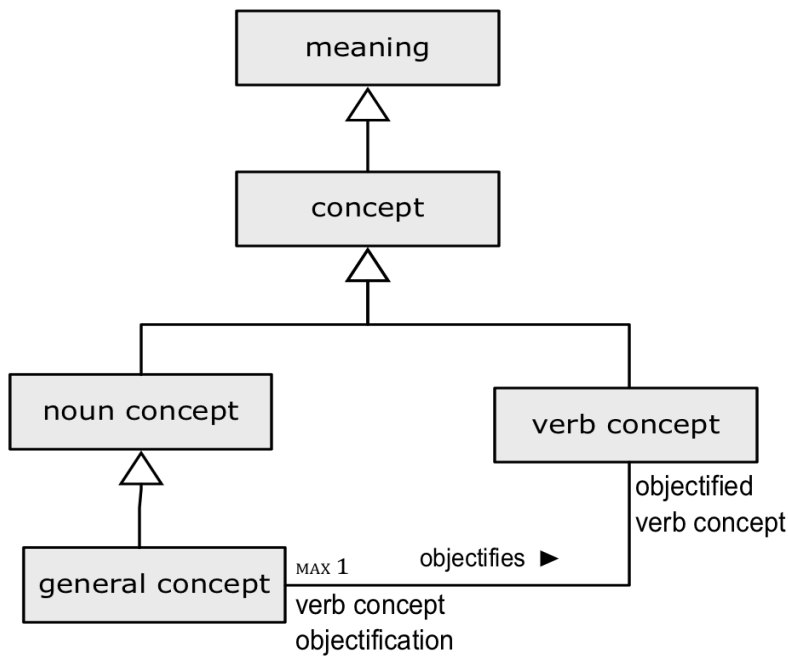 meaning
concept
noun concept
verb concept
objectified
verb concept
general concept
MAX 1
objectifies ►
verb concept
objectification